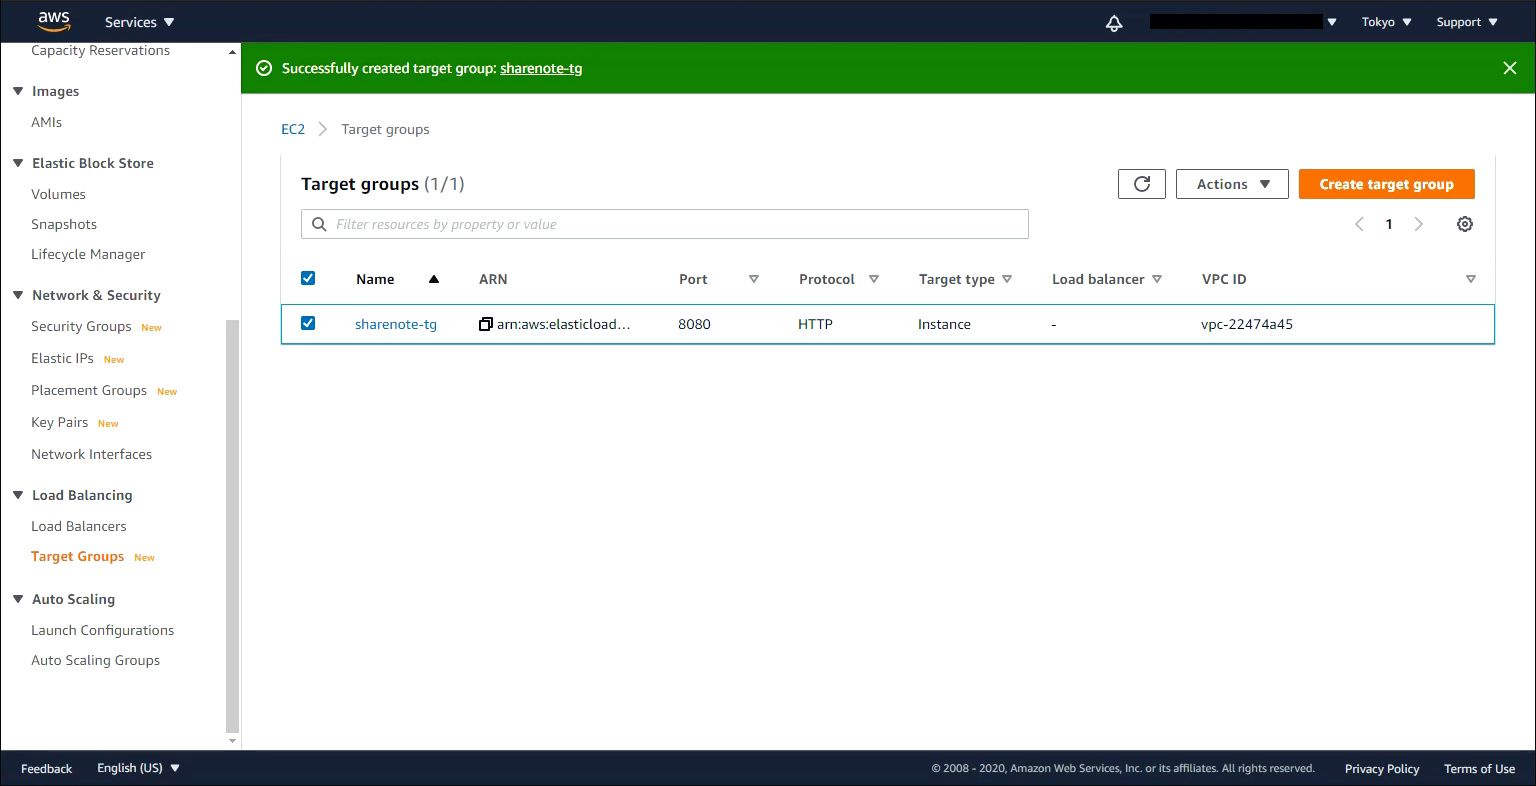 aws Services Tokyo Support
Capacity Reservations
Images
AMIs
Elastic Block Store
Volumes
Snapshots
Lifecycle Manager
Network & Security
Security Groups New
Elastic IPs New
Placement Groups New
Key Pairs New
Network Interfaces
Load Balancing
Load Balancers
Target Groups New
Auto Scaling
Launch Configurations
Auto Scaling Groups
Successfully created target group: sharenote-tg
EC2 Target groups
Target groups (1/1) Actions Create target group
Filter resources by property or value 1
Name ARN Port Protocol Target type Load balancer VPC ID
sharenote-tg arn:aws:elasticload... 8080 HTTP Instance - vpc-22474a45
Feedback English (US) © 2008 - 2020, Amazon Web Services, Inc. or its affiliates. All rights reserved. Privacy Policy Terms of Use